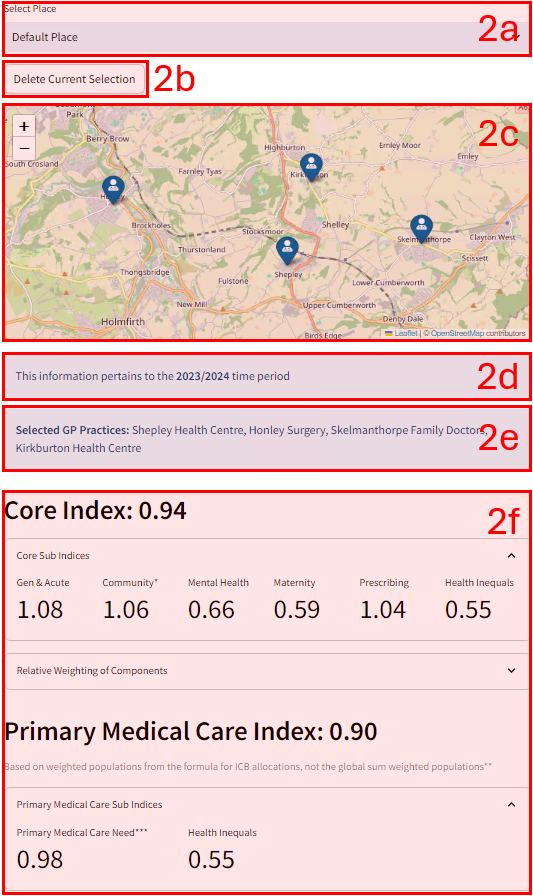 Select Place
Default Place
2a
Delete Current Selection
2b
+
−
2c
Park
Berry Brow
South Crosland
Highburton
Emley Moor
Emley
Farnley Tyas
Brockholes
Shelley
Stocksmoor
Skelmanthorpe
Clayton West
Thurstonland
Scissett
Thongsbridge
Shepley
Fulstone
Lower Cumberworth
New Mill
Upper Cumberworth
Holmfirth
Denby Dale
Birds Edge
Leaflet | © OpenStreetMap contributors
This information pertains to the 2023/2024 time period
2d
Selected GP Practices: Shepley Health Centre, Honley Surgery, Skelmanthorpe Family Doctors,
Kirkburton Health Centre
2e
Core Index: 0.94
2f
Core Sub Indices
Gen & Acute Community* Mental Health Maternity Prescribing Health Inequals
1.08 1.06 0.66 0.59 1.04 0.55
Relative Weighting of Components
Primary Medical Care Index: 0.90
Based on weighted populations from the formula for ICB allocations, not the global sum weighted populations**
Primary Medical Care Sub Indices
Primary Medical Care Need*** Health Inequals
0.98 0.55